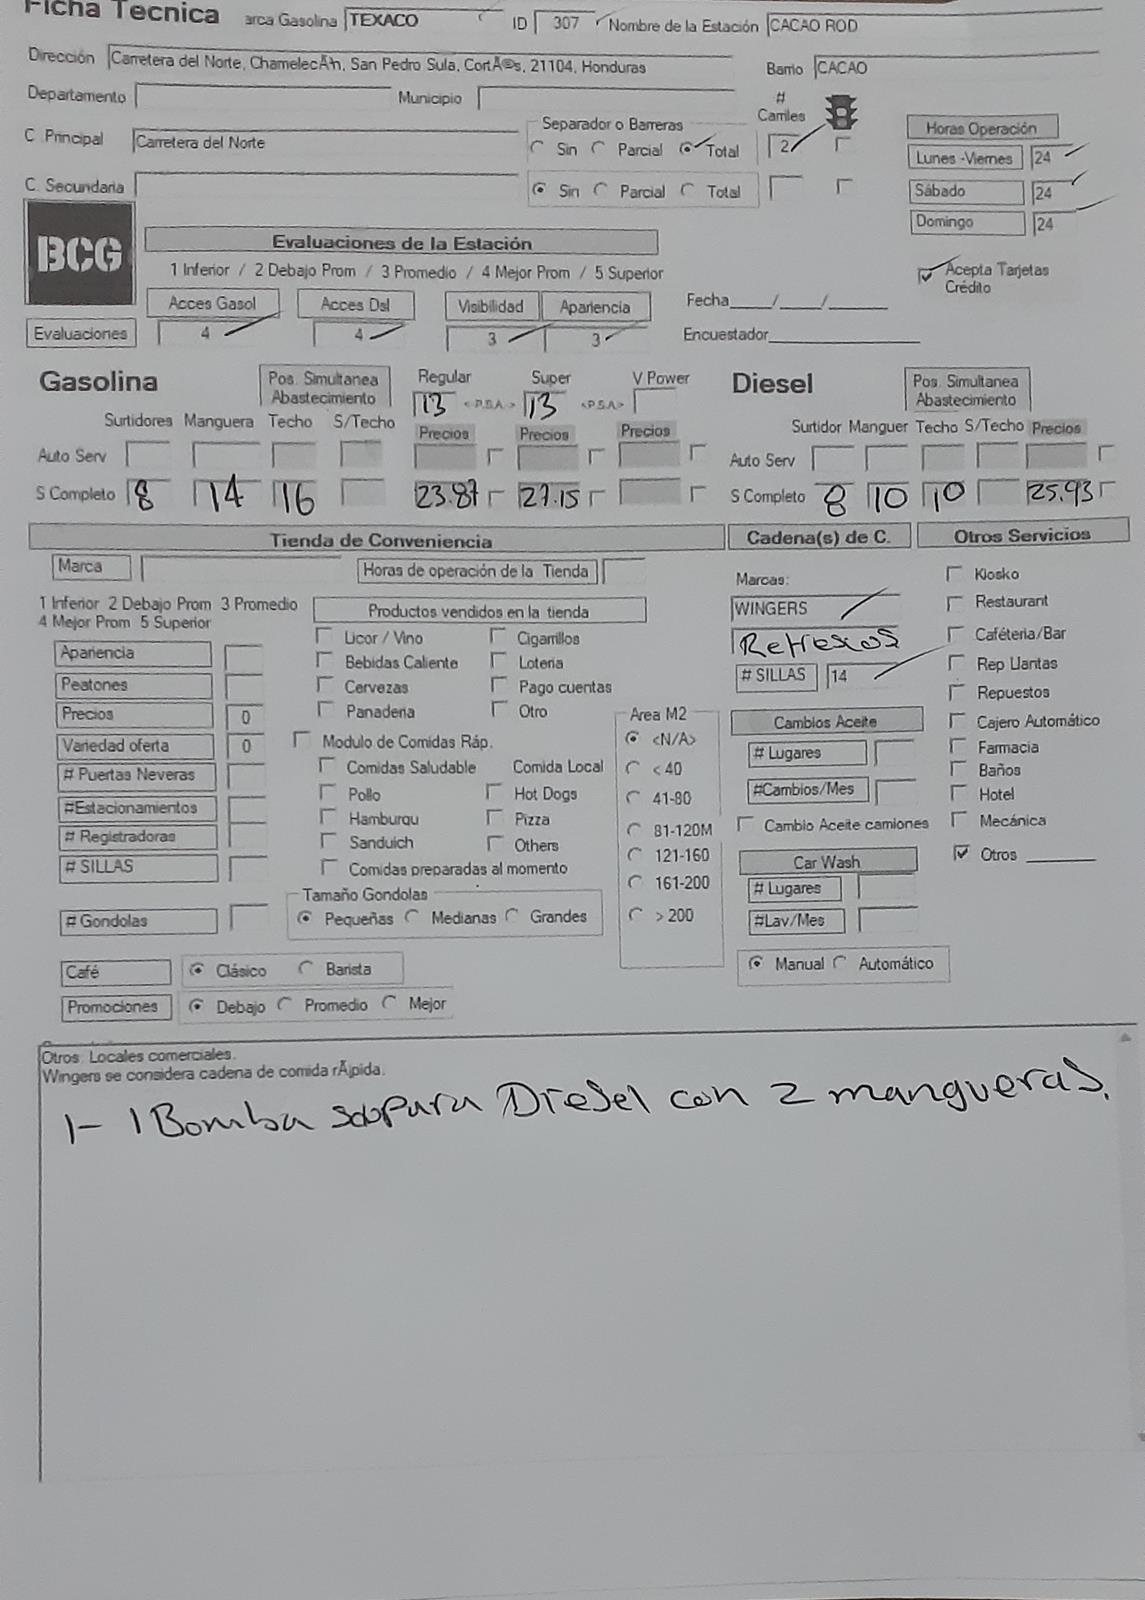 Ficha Tecnica arca Gasolina TEXACO ID 307 Nombre de la Estación CACAO ROD
Dirección Carretera del Norte, ChamelecÃ³n, San Pedro Sula, CortÃ©s, 21104, Honduras Barrio CACAO
Departamento Municipio # Carriles
C. Principal Carretera del Norte Separador o Barreras Sin Parcial Total 2
C. Secundaria Sin Parcial Total
Horas Operación
Lunes -Viernes 24
Sábado 24
Domingo 24
BCG
Evaluaciones de la Estación
1 Inferior / 2 Debajo Prom / 3 Promedio / 4 Mejor Prom / 5 Superior
Acepta Tarjetas Crédito
Acces Gasol Acces Dsl Visibilidad Apariencia Fecha___/___/___
Evaluaciones 4 4 3 3 Encuestador
Gasolina Pos. Simultanea Abastecimiento Regular Super V Power Diesel Pos. Simultanea Abastecimiento
13 <-P.S.A.-> 13 <-P.S.A.->
Surtidores Manguera Techo S/Techo Precios Precios Precios Surtidor Manguer Techo S/Techo Precios
Auto Serv Auto Serv
S Completo 8 14 16 23.87 27.15 S Completo 8 10 10 25.93
Tienda de Conveniencia Cadena(s) de C. Otros Servicios
Marca Horas de operación de la Tienda
1 Inferior 2 Debajo Prom 3 Promedio
4 Mejor Prom 5 Superior
Apariencia
Peatones
Precios 0
Variedad oferta 0
# Puertas Neveras
#Estacionamientos
# Registradoras
# SILLAS
# Gondolas
Productos vendidos en la tienda
Licor / Vino Cigarrillos
Bebidas Caliente Loteria
Cervezas Pago cuentas
Panaderia Otro
Modulo de Comidas Ráp.
Comidas Saludable Comida Local
Pollo Hot Dogs
Hamburqu Pizza
Sanduich Others
Comidas preparadas al momento
Tamaño Gondolas
Pequeñas Medianas Grandes
Area M2
<N/A>
< 40
41-80
81-120M
121-160
161-200
> 200
Marcas:
WINGERS
Refrescos
# SILLAS 14
Cambios Aceite
# Lugares
#Cambios/Mes
Cambio Aceite camiones
Car Wash
# Lugares
#Lav/Mes
Manual Automático
Kiosko
Restaurant
Caféteria/Bar
Rep Llantas
Repuestos
Cajero Automático
Farmacia
Baños
Hotel
Mecánica
Otros
Café Clásico Barista
Promociones Debajo Promedio Mejor
Otros: Locales comerciales.
Wingers se considera cadena de comida rÃ¡pida.
1- 1 Bomba solo para Diesel con 2 mangueras.